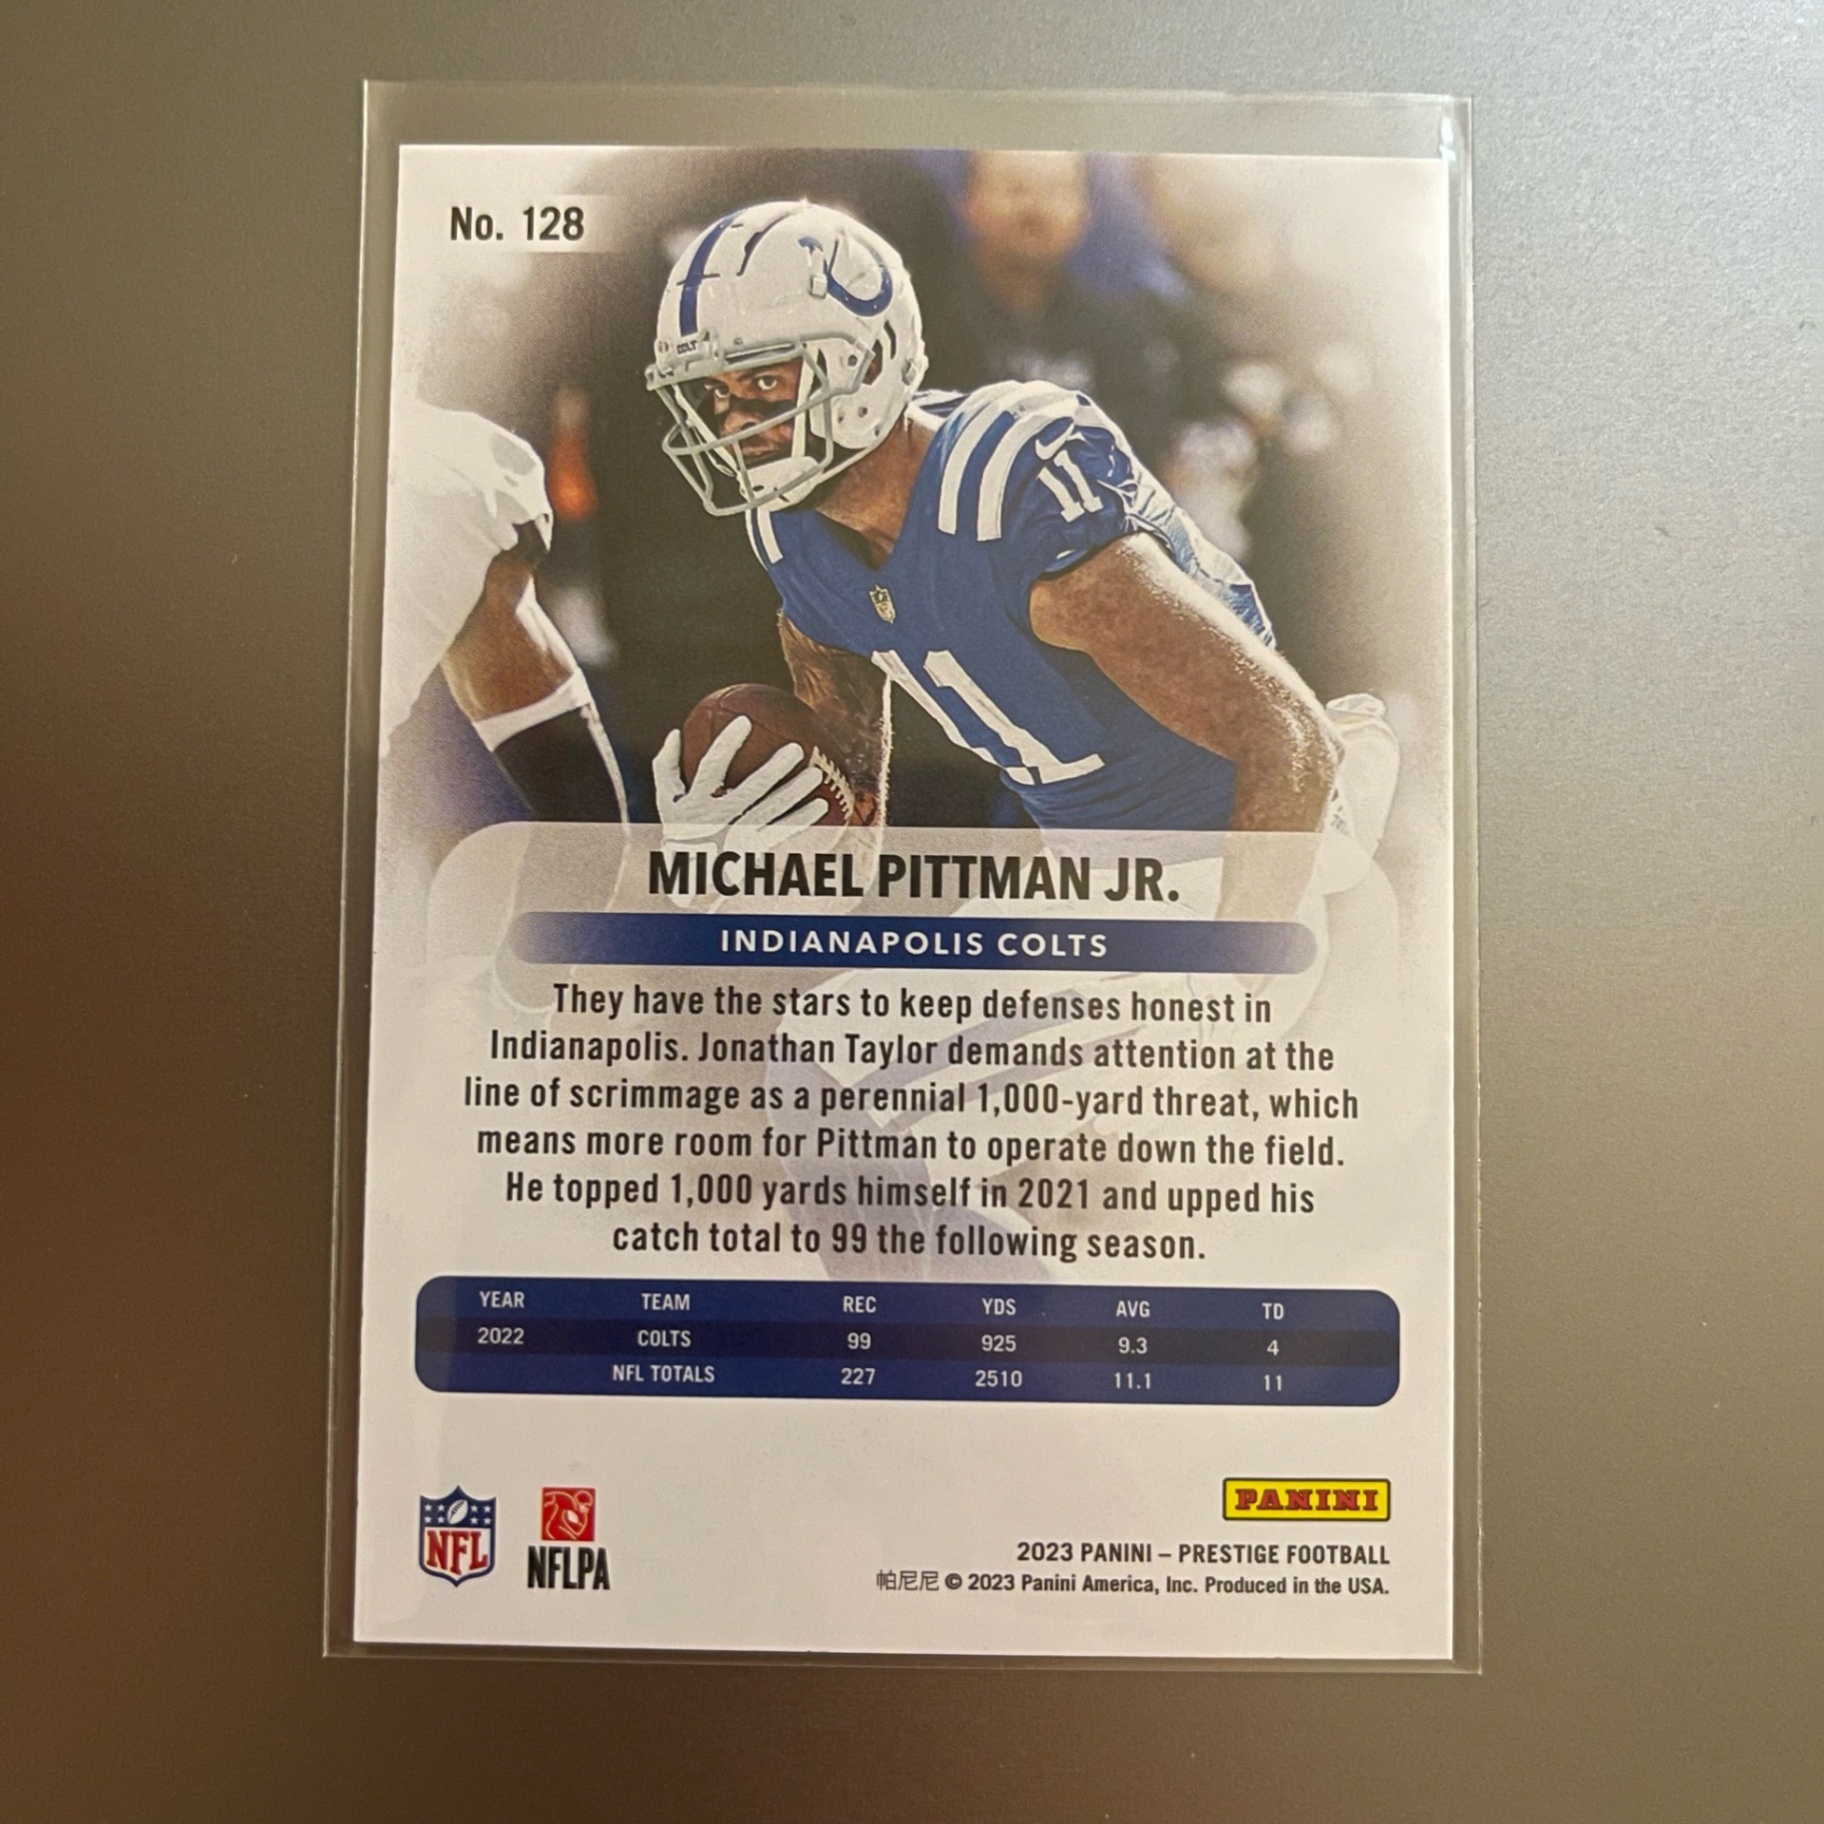 No. 128
COLT
11
11
MICHAEL PITTMAN JR.
INDIANAPOLIS COLTS
They have the stars to keep defenses honest in
Indianapolis. Jonathan Taylor demands attention at the
line of scrimmage as a perennial 1,000-yard threat, which
means more room for Pittman to operate down the field.
He topped 1,000 yards himself in 2021 and upped his
catch total to 99 the following season.
YEAR TEAM REC YDS AVG TD
2022 COLTS 99 925 9.3 4
NFL TOTALS 227 2510 11.1 11
NFL
NFLPA
PANINI
2023 PANINI – PRESTIGE FOOTBALL
帕尼尼 © 2023 Panini America, Inc. Produced in the USA.